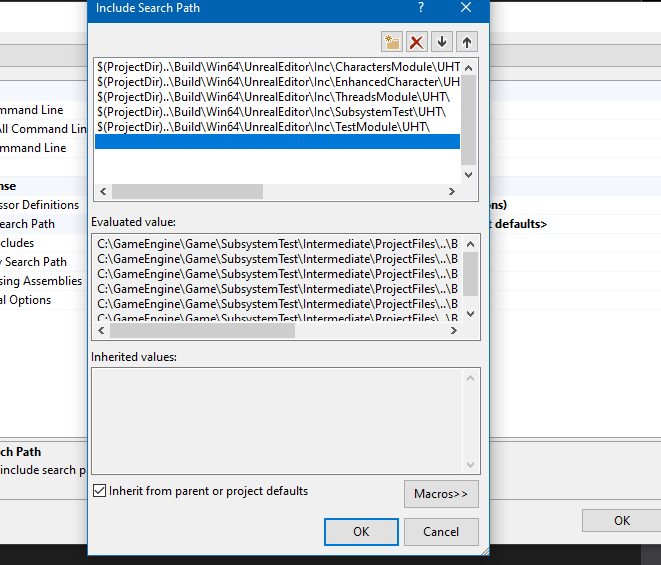 Include Search Path
?
$(ProjectDir)..\Build\Win64\UnrealEditor\Inc\CharactersModule\UHT
$(ProjectDir)..\Build\Win64\UnrealEditor\Inc\EnhancedCharacter\UH
$(ProjectDir)..\Build\Win64\UnrealEditor\Inc\ThreadsModule\UHT\
$(ProjectDir)..\Build\Win64\UnrealEditor\Inc\SubsystemTest\UHT\
$(ProjectDir)..\Build\Win64\UnrealEditor\Inc\TestModule\UHT\
Evaluated value:
C:\GameEngine\Game\SubsystemTest\Intermediate\ProjectFiles\..\B
C:\GameEngine\Game\SubsystemTest\Intermediate\ProjectFiles\..\B
C:\GameEngine\Game\SubsystemTest\Intermediate\ProjectFiles\..\B
C:\GameEngine\Game\SubsystemTest\Intermediate\ProjectFiles\..\B
C:\GameEngine\Game\SubsystemTest\Intermediate\ProjectFiles\..\B
C:\GameEngine\Game\SubsystemTest\Intermediate\ProjectFiles\..\B
Inherited values:
Inherit from parent or project defaults
Macros>>
OK
Cancel
mmand Line
All Command Lin
mmand Line
nse
ssor Definitions
Search Path
cludes
y Search Path
sing Assemblies
al Options
ons)
t defaults>
ch Path
include search p
OK